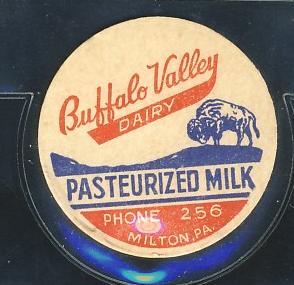 Buffalo Valley
DAIRY
PASTEURIZED MILK
PHONE 256
MILTON, PA.